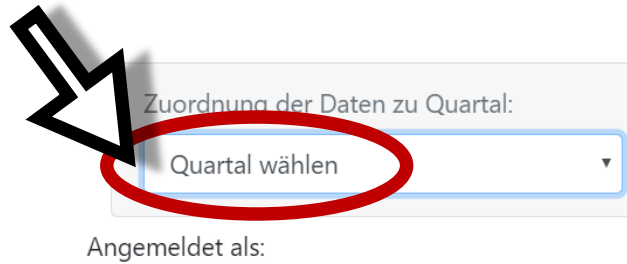 Zuordnung der Daten zu Quartal:
Quartal wählen
Angemeldet als: